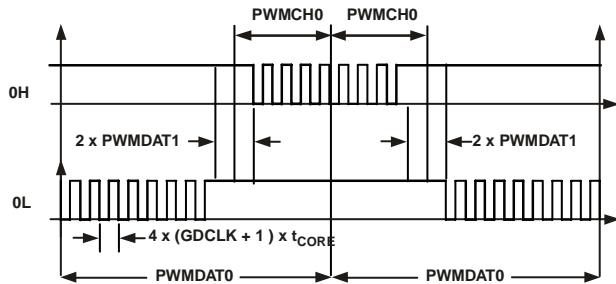 PWMCH0 PWMCH0
0H
2 x PWMDAT1 2 x PWMDAT1
0L
4 x (GDCLK + 1 ) x tCORE
PWMDAT0 PWMDAT0